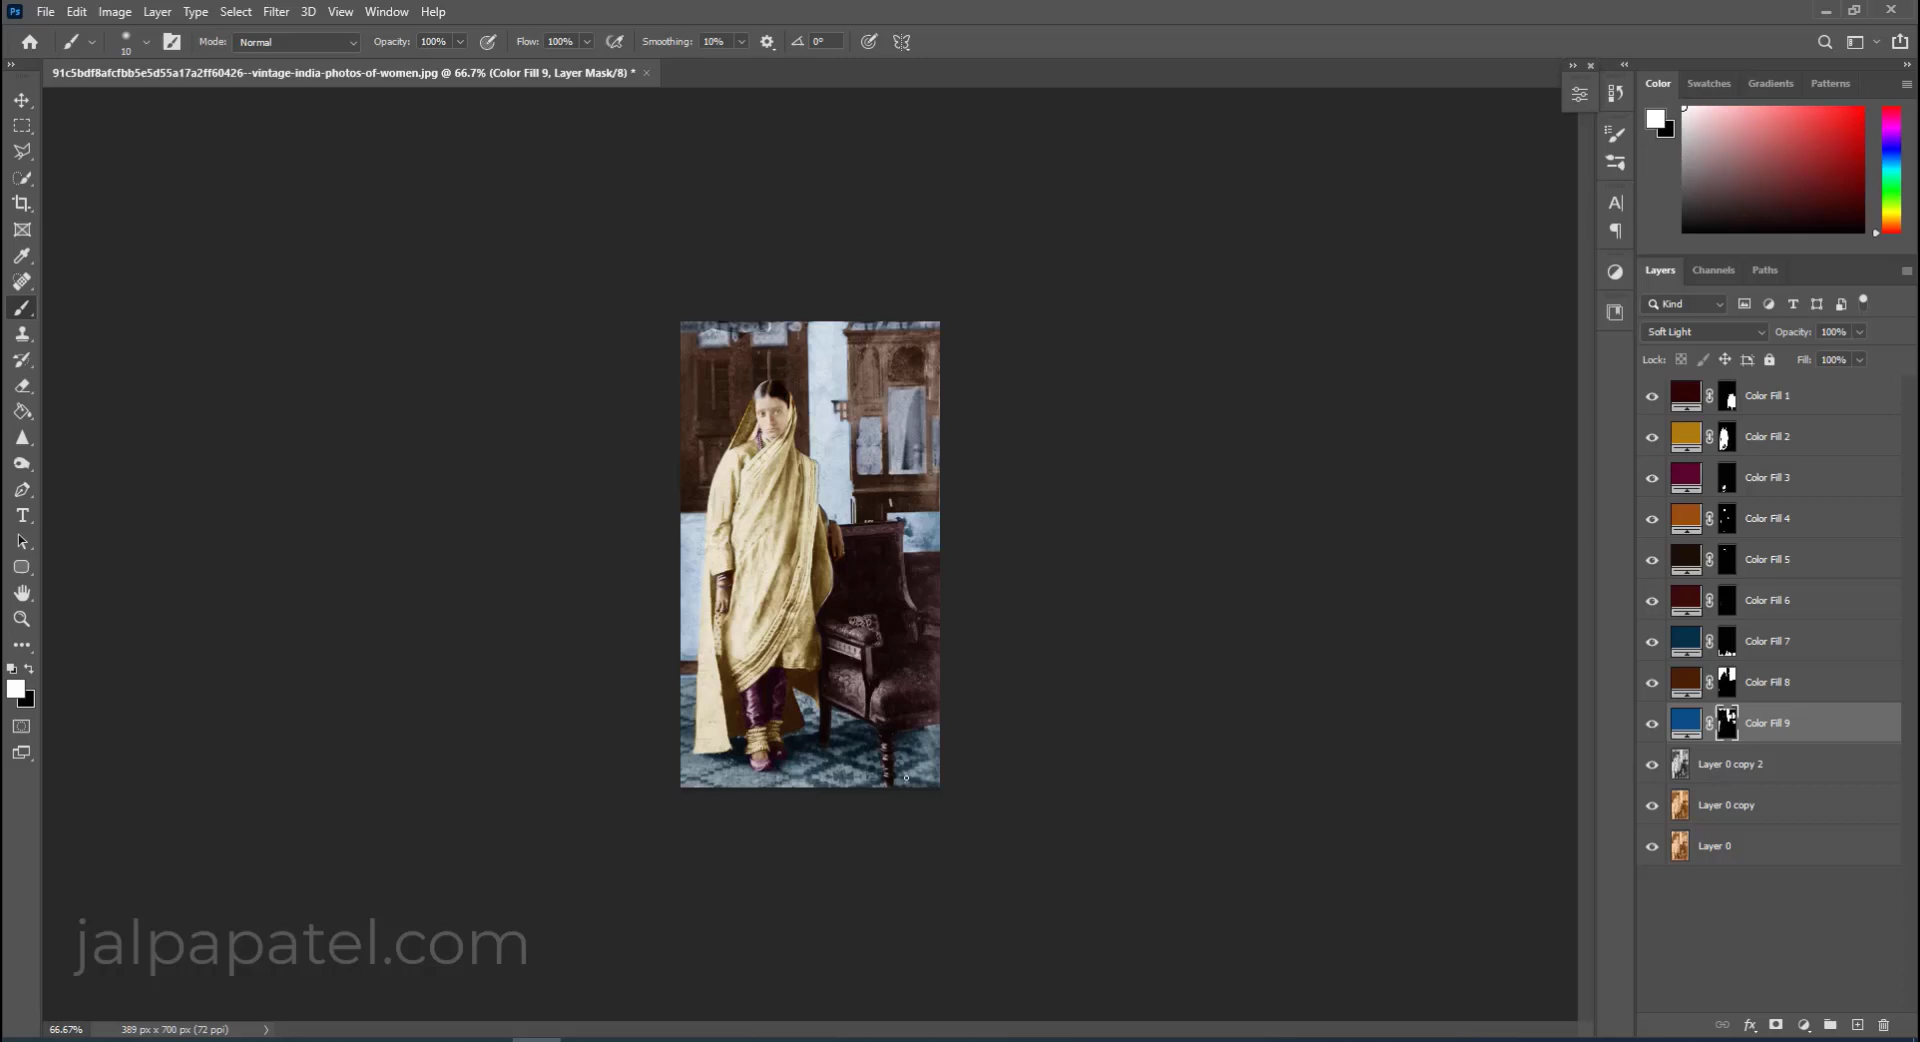 Ps File Edit Image Layer Type Select Filter 3D View Window Help
10 Mode: Normal Opacity: 100% Flow: 100% Smoothing: 10% 0°
91c5bdf8afcfbb5e5d55a17a2ff60426--vintage-india-photos-of-women.jpg @ 66.7% (Color Fill 9, Layer Mask/8) *
Color Swatches Gradients Patterns
Layers Channels Paths
Kind
Soft Light Opacity: 100%
Lock: Fill: 100%
Color Fill 1
Color Fill 2
Color Fill 3
Color Fill 4
Color Fill 5
Color Fill 6
Color Fill 7
Color Fill 8
Color Fill 9
Layer 0 copy 2
Layer 0 copy
Layer 0
jalpapatel.com
66.67% 389 px x 700 px (72 ppi)